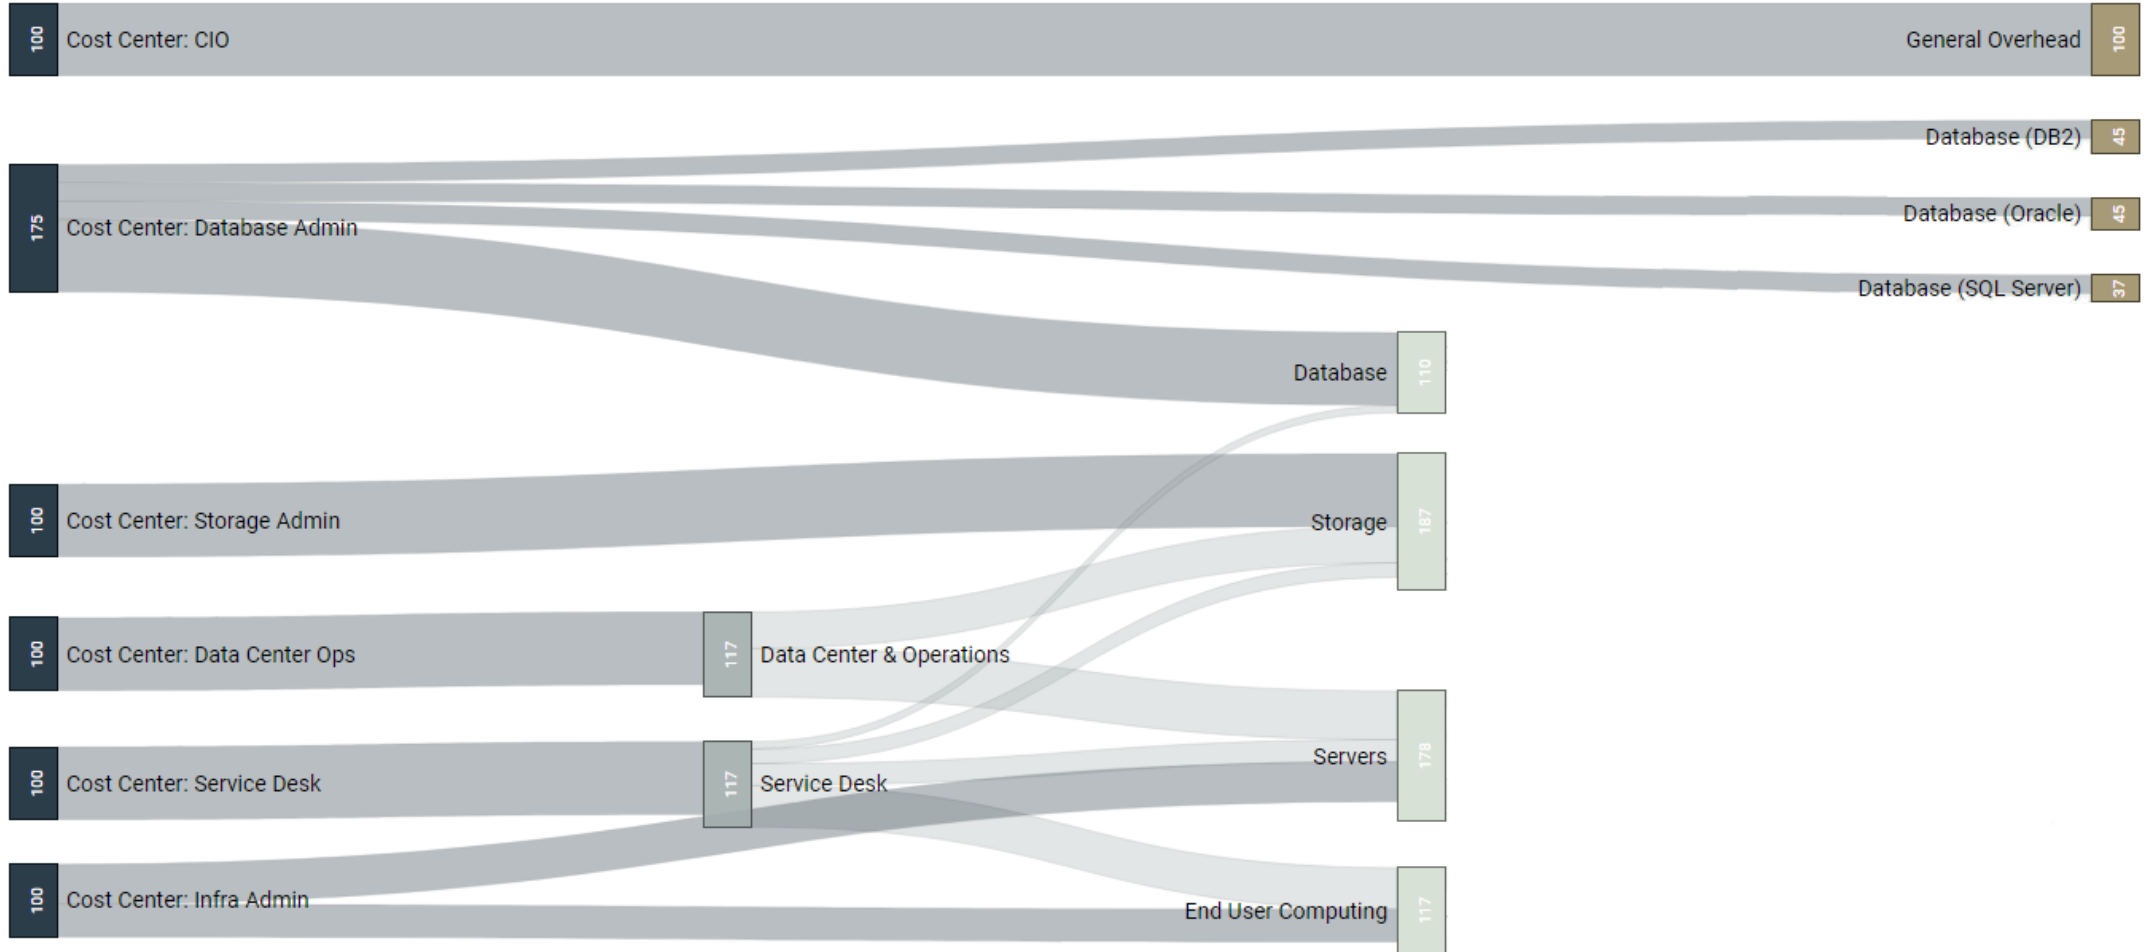 100 Cost Center: CIO General Overhead 100
Database (DB2) 45
175 Cost Center: Database Admin Database (Oracle) 45
Database (SQL Server) 37
Database 110
100 Cost Center: Storage Admin Storage 187
100 Cost Center: Data Center Ops 117 Data Center & Operations
Servers 178
100 Cost Center: Service Desk 117 Service Desk
100 Cost Center: Infra Admin End User Computing 117